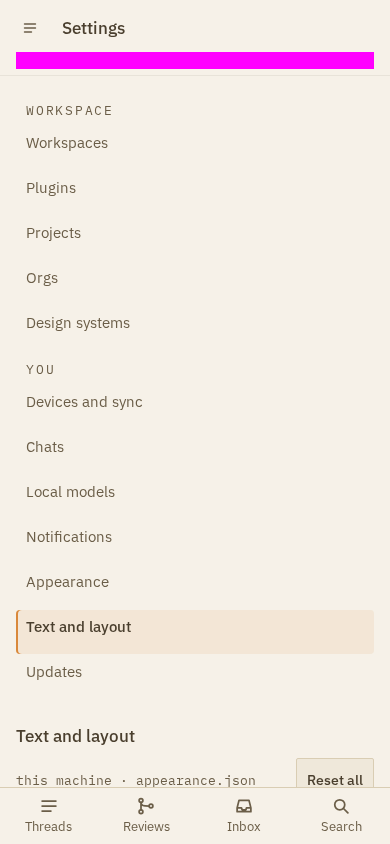 Settings
WORKSPACE
Workspaces
Plugins
Projects
Orgs
Design systems
YOU
Devices and sync
Chats
Local models
Notifications
Appearance
Text and layout
Updates
Text and layout
this machine · appearance.json
Reset all
Threads
Reviews
Inbox
Search